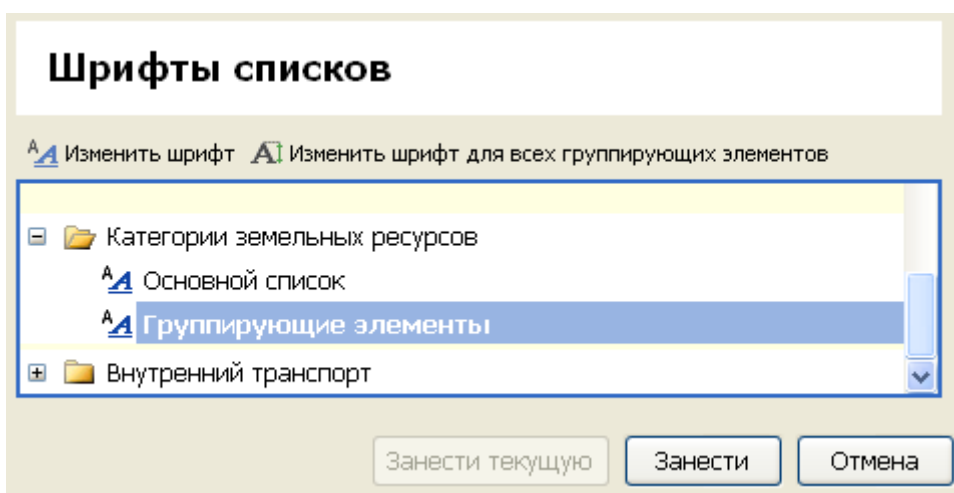 Шрифты списков
Изменить шрифт Изменить шрифт для всех группирующих элементов
Категории земельных ресурсов
Основной список
Группирующие элементы
Внутренний транспорт
Занести текущую Занести Отмена